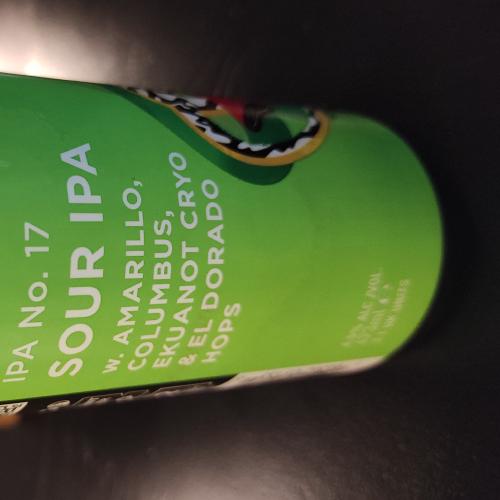 IPA No. 17
SOUR IPA
W. AMARILLO,
COLUMBUS,
EKUANOT CRYO
& EL DORADO
HOPS